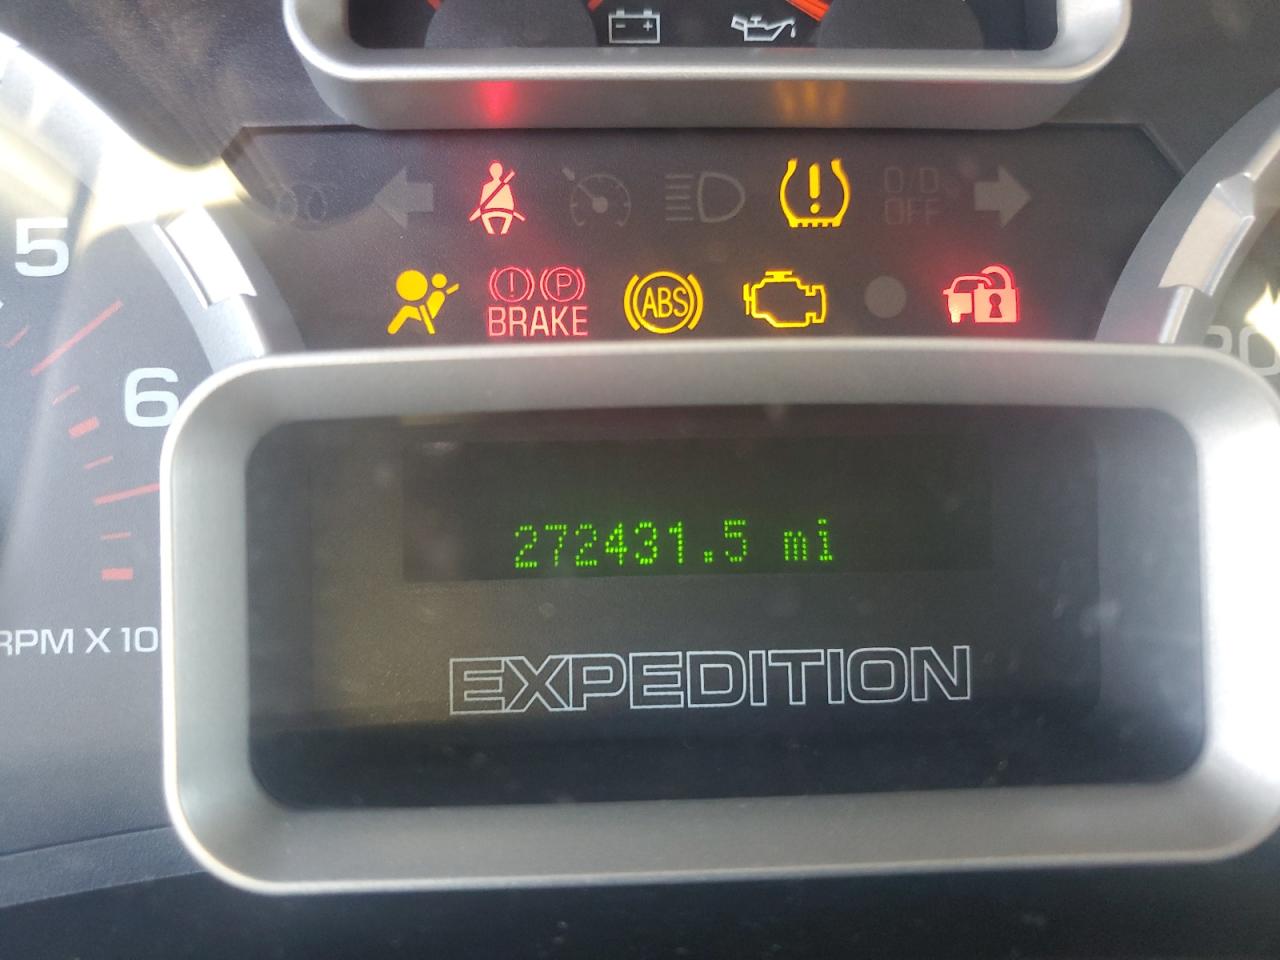 O/D
OFF
5
(!) (P)
BRAKE
ABS
6
272431.5 mi
RPM X 10
EXPEDITION